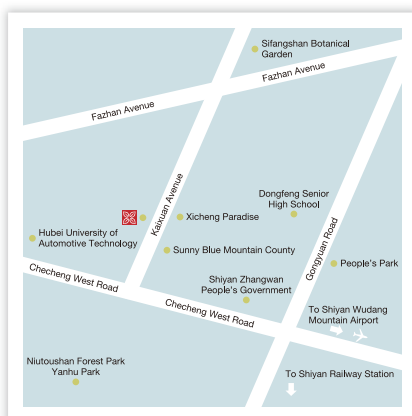 Sifangshan Botanical
Garden
Fazhan Avenue
Fazhan Avenue
Kaixuan Avenue
Dongfeng Senior
High School
Xicheng Paradise
Gongyuan Road
Hubei University of
Automotive Technology
Sunny Blue Mountain County
People's Park
Checheng West Road
Shiyan Zhangwan
People's Government
Checheng West Road
To Shiyan Wudang
Mountain Airport
Niutoushan Forest Park
Yanhu Park
To Shiyan Railway Station